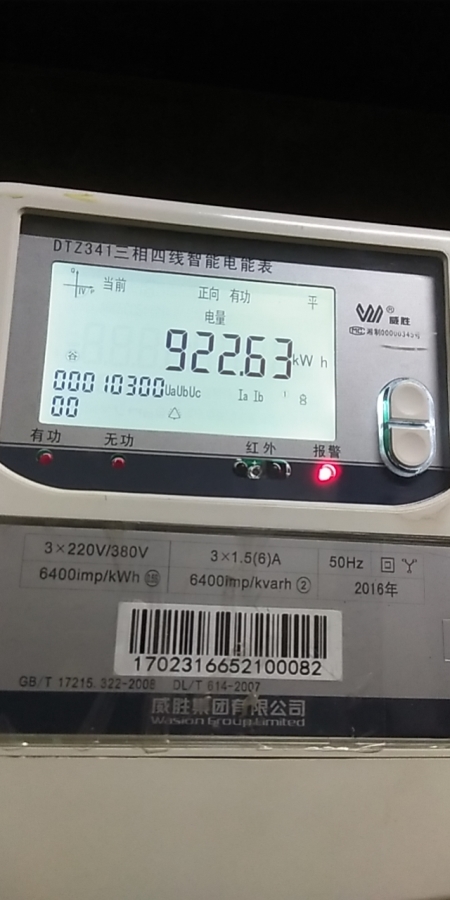 DTZ341三相四线智能电能表
当前 正向 有功 平
电量
威胜
922.63 kWh
谷
00010300 UaUbUc Ia Ib
00
有功 无功 红外 报警
3×220V/380V 3×1.5(6)A 50Hz
6400imp/kWh 6400imp/kvarh ② 2016年
1702316652100082
GB/T 17215.322-2008 DL/T 614-2007
威胜集团有限公司
Wasion Group Limited